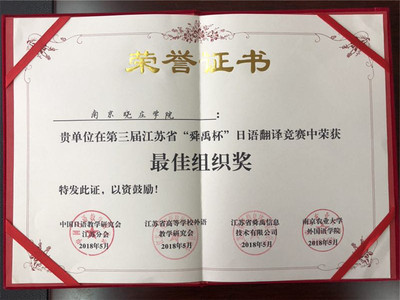 荣誉证书
南京晓庄学院：
贵单位在第三届江苏省“舜禹杯”日语翻译竞赛中荣获
最佳组织奖
特发此证，以资鼓励！
中国日语教学研究会 江苏省高等学校外语 江苏省舜禹信息 南京农业大学
江苏分会 教学研究会 技术有限公司 外国语学院
2018年5月 2018年5月 2018年5月 2018年5月